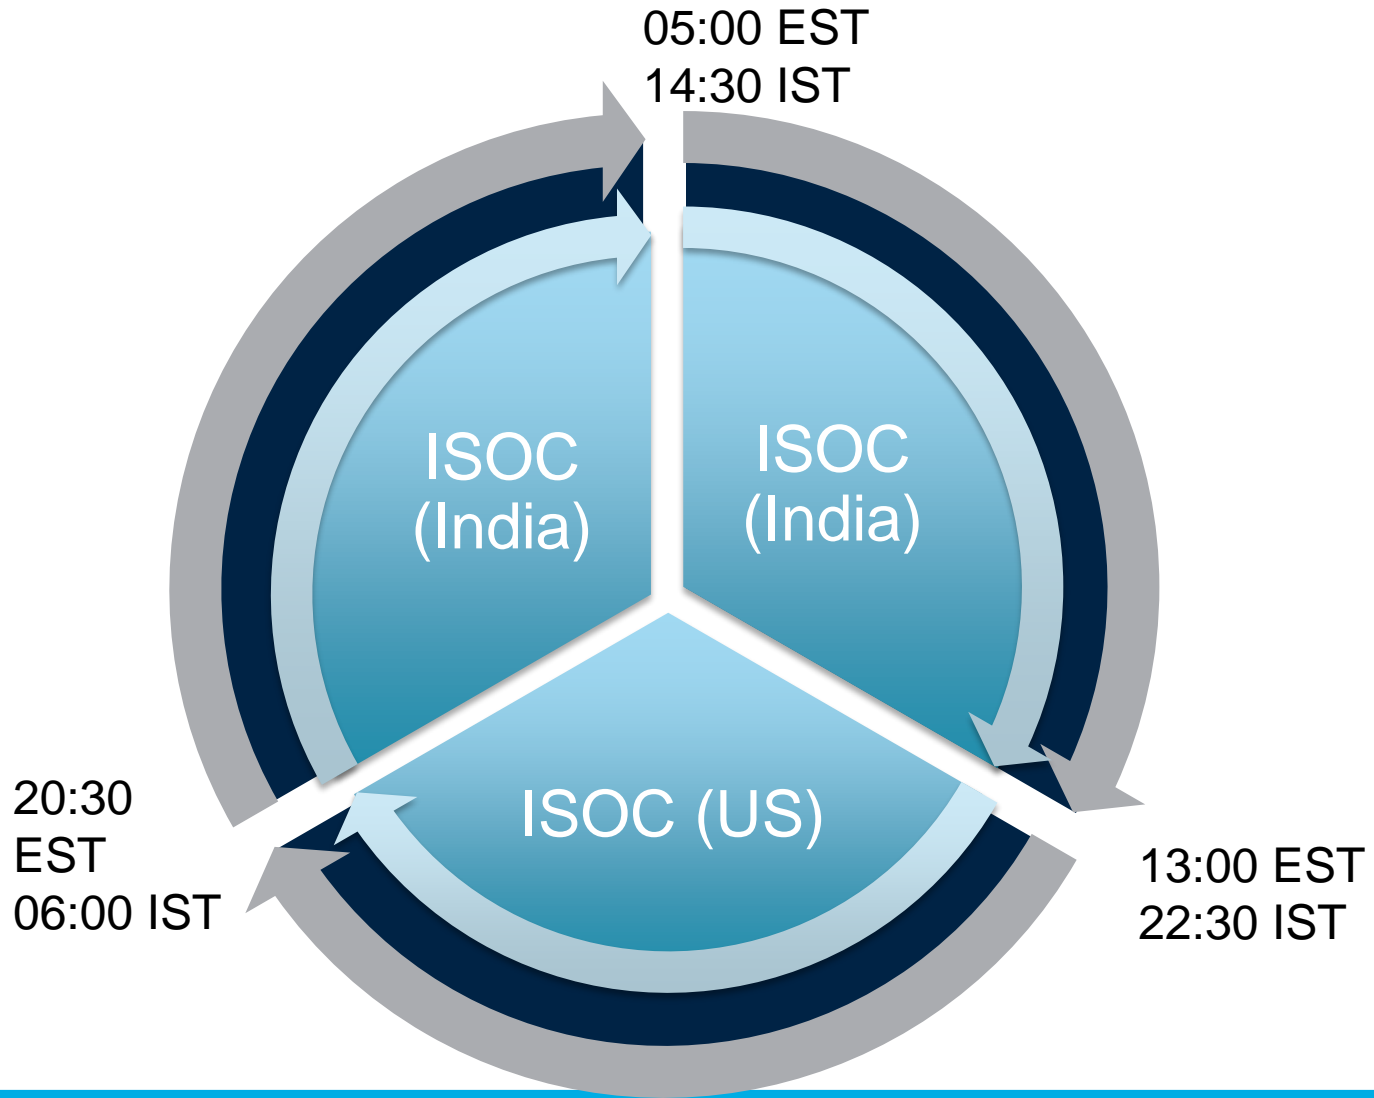 05:00 EST
14:30 IST
ISOC
(India)
ISOC
(India)
ISOC (US)
20:30
EST
06:00 IST
13:00 EST
22:30 IST